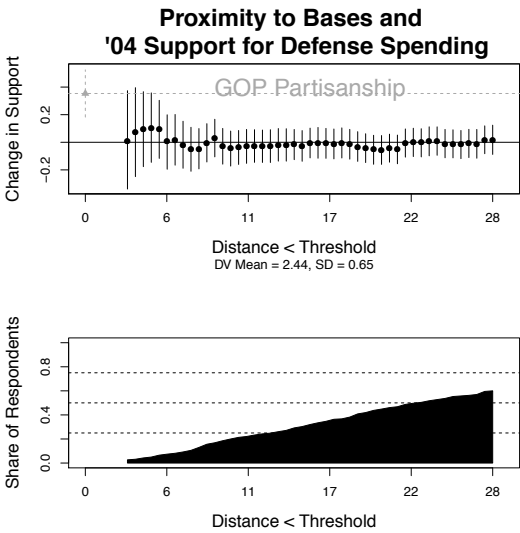 Proximity to Bases and
'04 Support for Defense Spending
GOP Partisanship
Change in Support
0.2
−0.2
0 6 11 17 22 28
Distance < Threshold
DV Mean = 2.44, SD = 0.65
Share of Respondents
0.8
0.4
0.0
0 6 11 17 22 28
Distance < Threshold